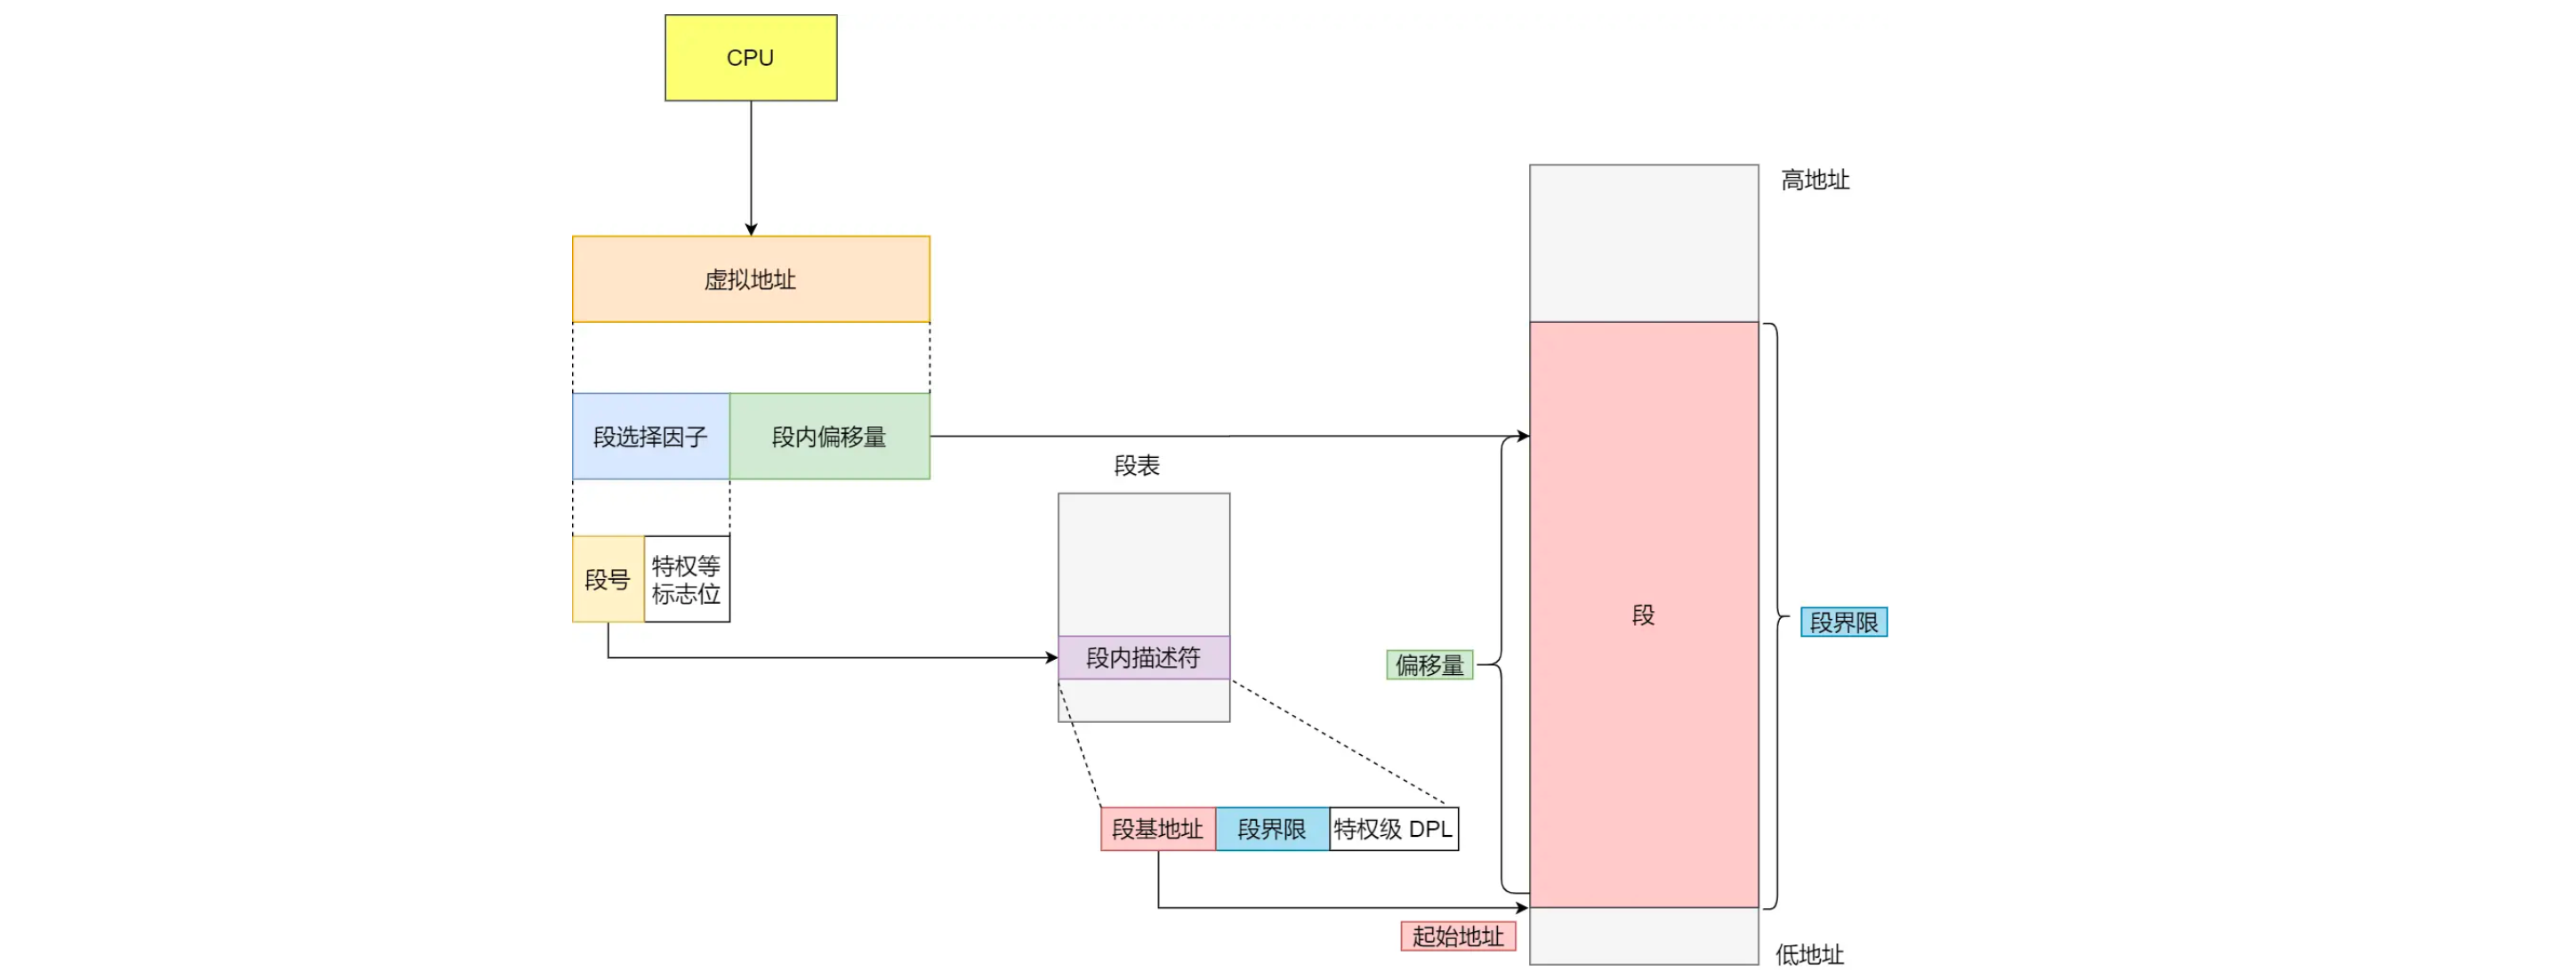 CPU
高地址
虚拟地址
段选择因子
段内偏移量
段表
段号
特权等
标志位
段内描述符
段
段界限
偏移量
段基地址
段界限
特权级 DPL
起始地址
低地址